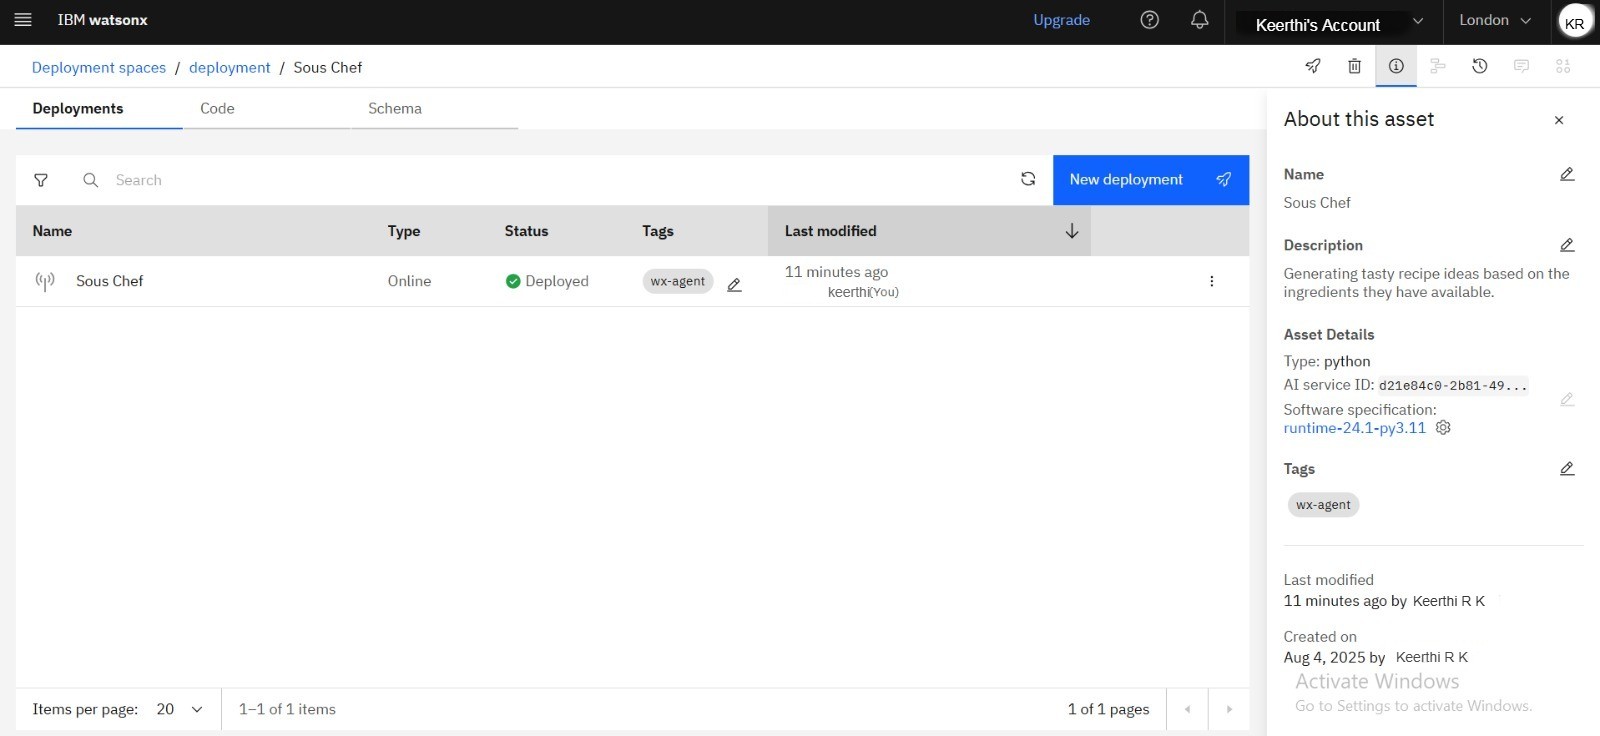 IBM watsonx
Upgrade
Keerthi's Account
London
KR
Deployment spaces / deployment / Sous Chef
Deployments
Code
Schema
Search
New deployment
Name
Type
Status
Tags
Last modified
Sous Chef
Online
Deployed
wx-agent
11 minutes ago
keerthi(You)
Items per page: 20
1–1 of 1 items
1 of 1 pages
About this asset
Name
Sous Chef
Description
Generating tasty recipe ideas based on the
ingredients they have available.
Asset Details
Type: python
AI service ID: d21e84c0-2b81-49...
Software specification:
runtime-24.1-py3.11
Tags
wx-agent
Last modified
11 minutes ago by Keerthi R K
Created on
Aug 4, 2025 by Keerthi R K
Activate Windows
Go to Settings to activate Windows.